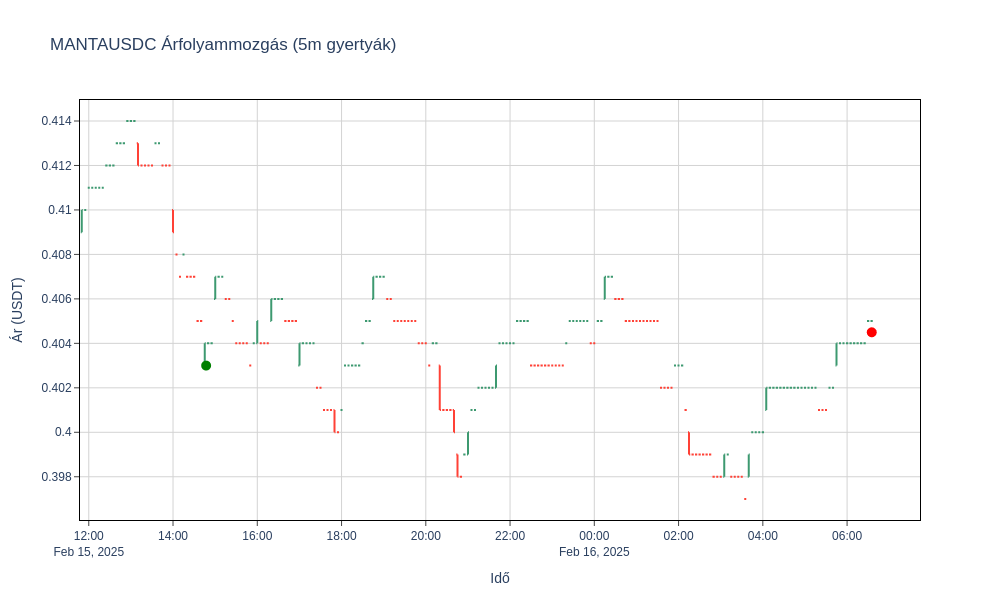 MANTAUSDC Árfolyammozgás (5m gyertyák)
0.414
0.412
0.41
0.408
0.406
0.404
0.402
0.4
0.398
Ár (USDT)
12:00 14:00 16:00 18:00 20:00 22:00 00:00 02:00 04:00 06:00
Feb 15, 2025 Feb 16, 2025
Idő